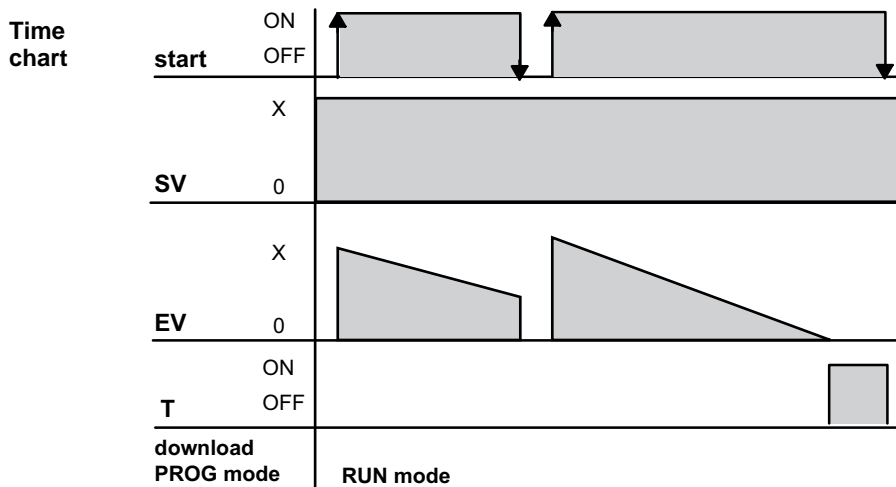 Time
chart
ON
start OFF
X
SV 0
X
EV 0
ON
T OFF
download
PROG mode RUN mode